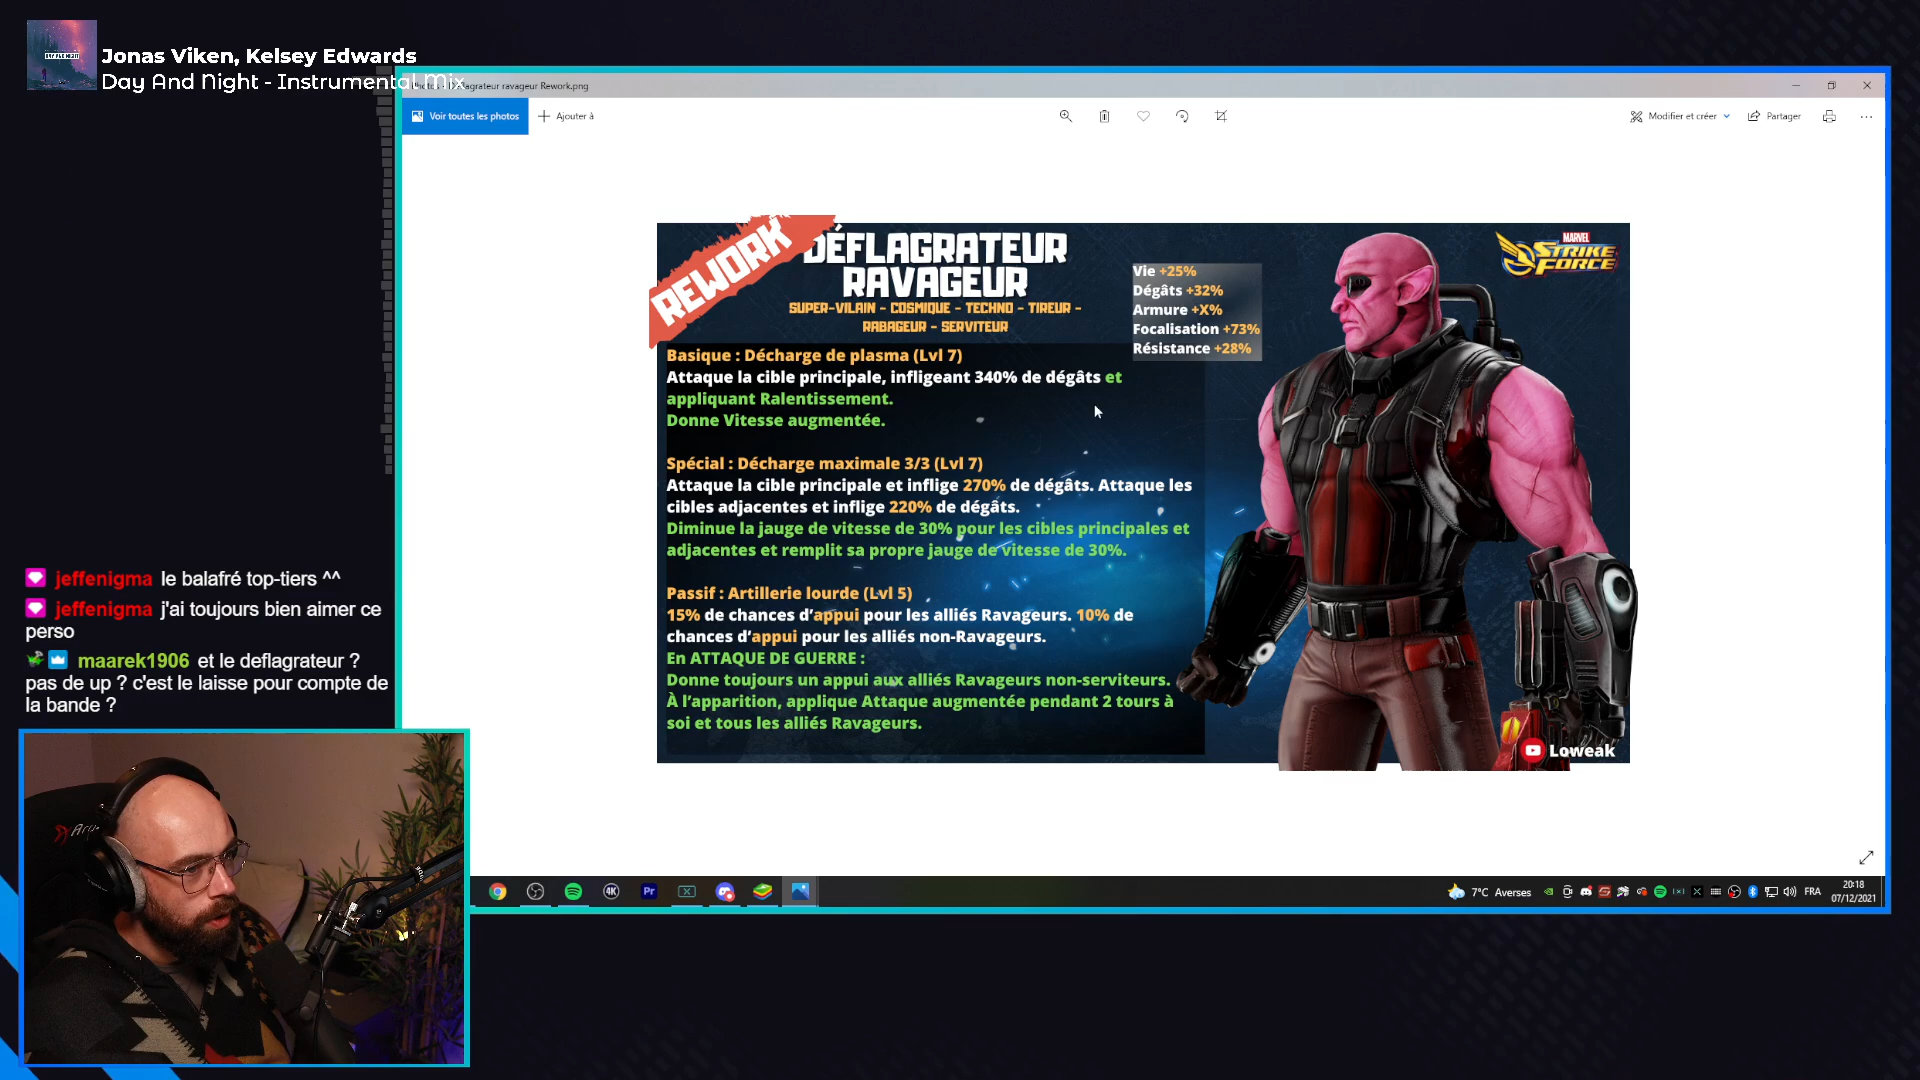 Jonas Viken, Kelsey Edwards
Day And Night - Instrumental Mix
DAY AND NIGHT
agrateur ravageur Rework.png
Voir toutes les photos
Ajouter à
Modifier et créer
Partager
REWORK
DÉFLAGRATEUR
RAVAGEUR
SUPER-VILAIN - COSMIQUE - TECHNO - TIREUR -
RABAGEUR - SERVITEUR
Vie +25%
Dégâts +32%
Armure +X%
Focalisation +73%
Résistance +28%
MARVEL
STRIKE
FORCE
Basique : Décharge de plasma (Lvl 7)
Attaque la cible principale, infligeant 340% de dégâts et
appliquant Ralentissement.
Donne Vitesse augmentée.
Spécial : Décharge maximale 3/3 (Lvl 7)
Attaque la cible principale et inflige 270% de dégâts. Attaque les
cibles adjacentes et inflige 220% de dégâts.
Diminue la jauge de vitesse de 30% pour les cibles principales et
adjacentes et remplit sa propre jauge de vitesse de 30%.
Passif : Artillerie lourde (Lvl 5)
15% de chances d'appui pour les alliés Ravageurs. 10% de
chances d'appui pour les alliés non-Ravageurs.
En ATTAQUE DE GUERRE :
Donne toujours un appui aux alliés Ravageurs non-serviteurs.
À l'apparition, applique Attaque augmentée pendant 2 tours à
soi et tous les alliés Ravageurs.
Loweak
jeffenigma le balafré top-tiers ^^
jeffenigma j'ai toujours bien aimer ce
perso
maarek1906 et le deflagrateur ?
pas de up ? c'est le laisse pour compte de
la bande ?
4K
Pr
7°C Averses
FRA
20:18
07/12/2021